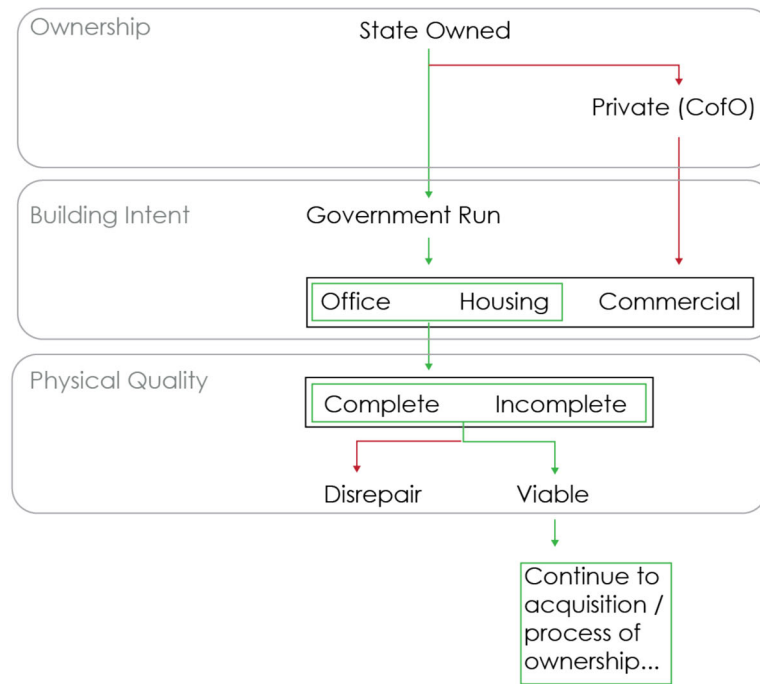 Ownership
State Owned
Private (CofO)
Building Intent
Government Run
Office
Housing
Commercial
Physical Quality
Complete
Incomplete
Disrepair
Viable
Continue to
acquisition /
process of
ownership...